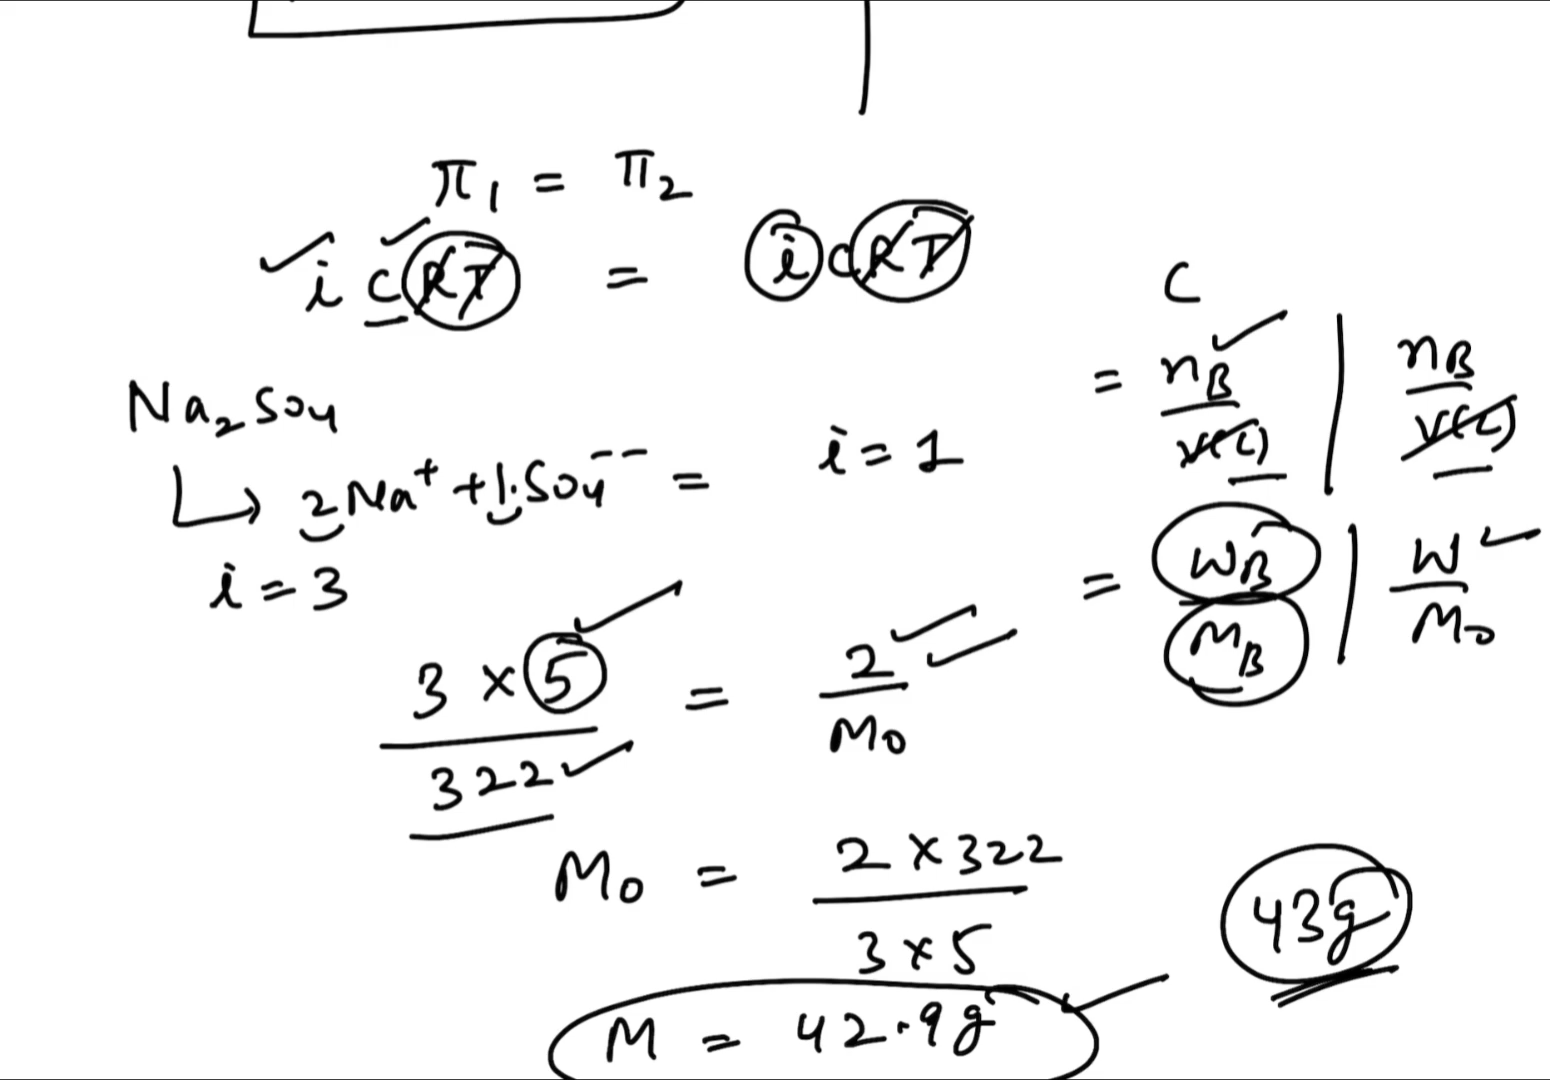 π₁ = π₂
i c RT = i c RT
C
= nB / V(L) | nB / V(L)
Na₂SO₄
↳ 2Na⁺ + 1·SO₄⁻⁻ = i = 1
i = 3
= WB / MB | W / Mo
3 × 5 / 322 = 2 / Mo
Mo = 2 × 322 / 3 × 5
43g
M = 42.9g